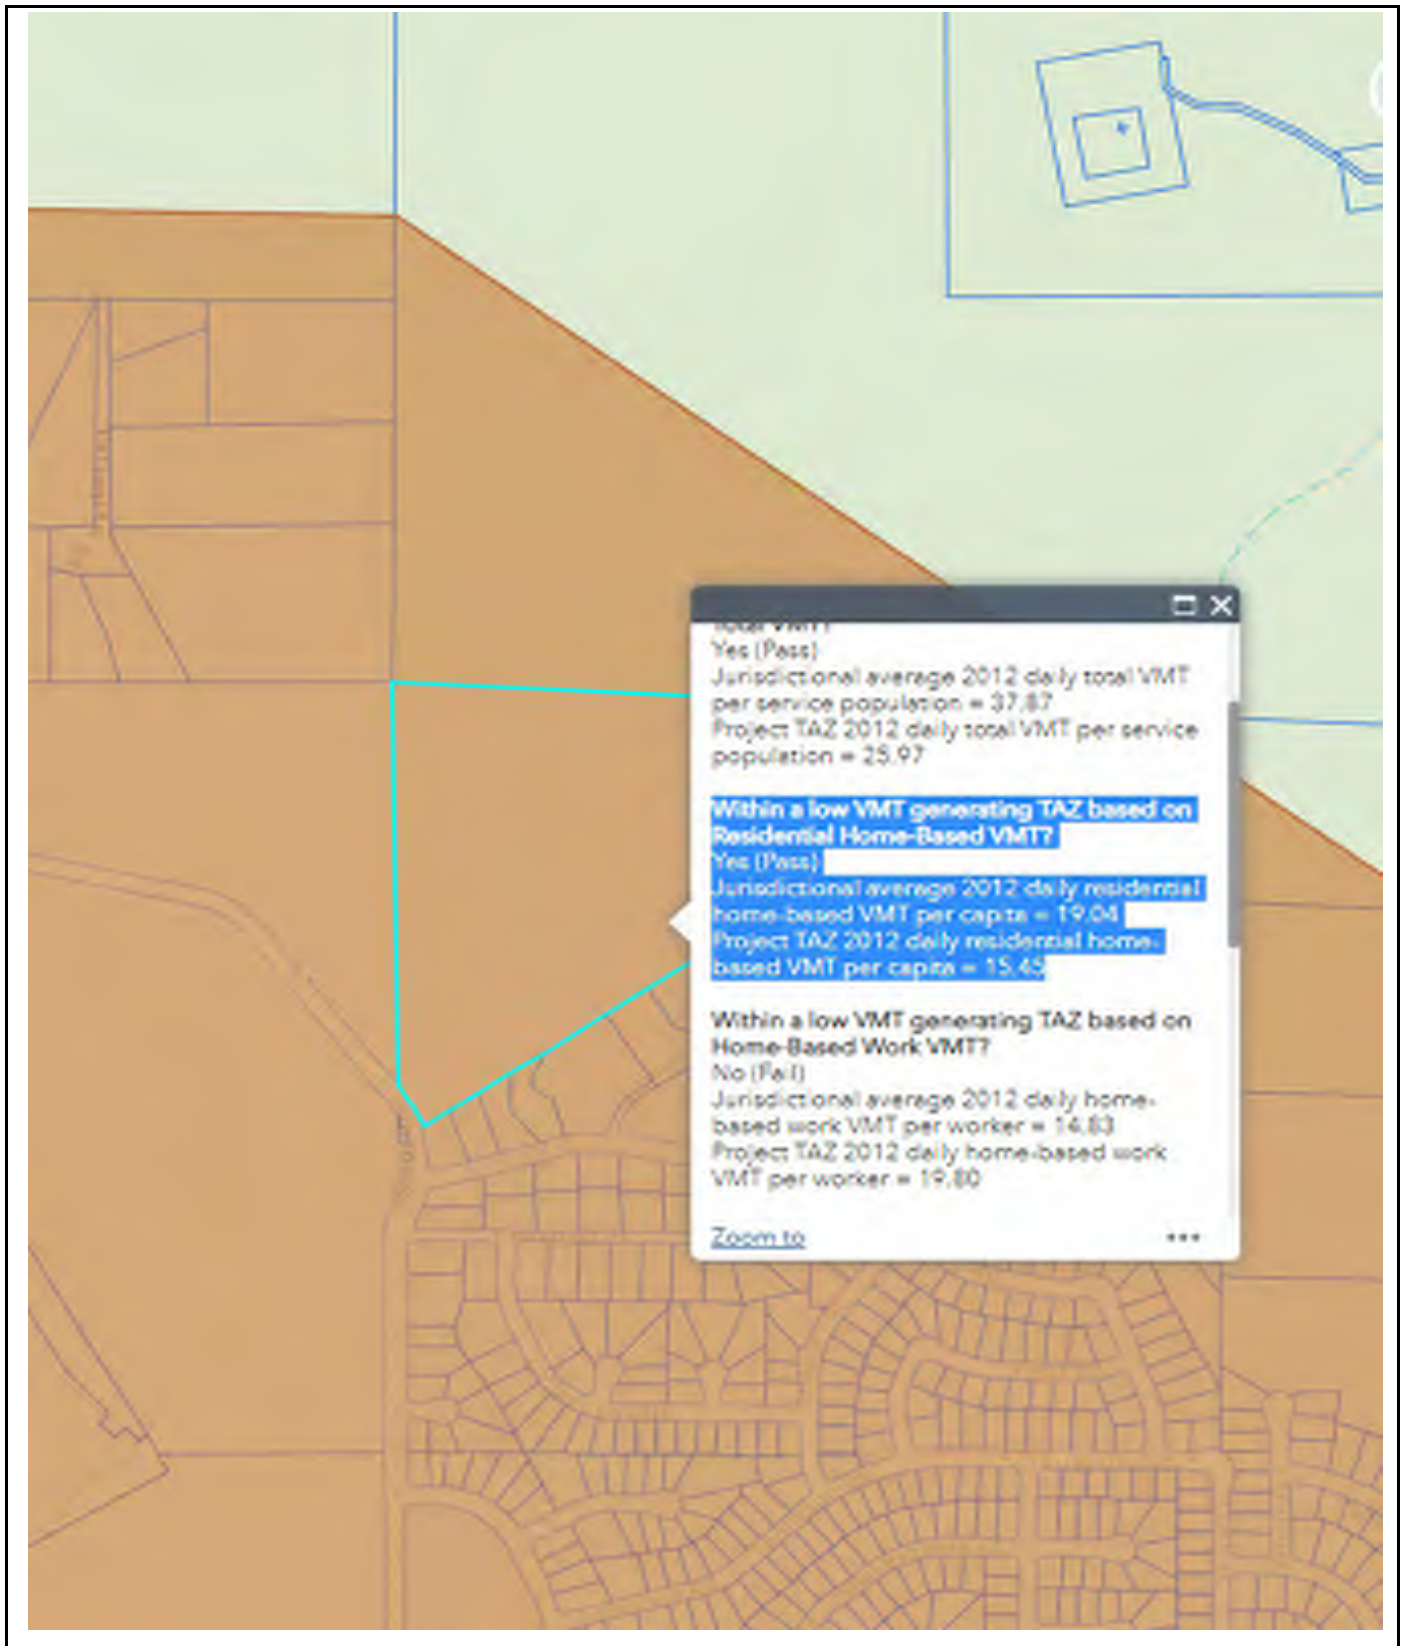 Total VMT?
Yes (Pass)
Jurisdictional average 2012 daily total VMT
per service population = 37.87
Project TAZ 2012 daily total VMT per service
population = 25.97
Within a low VMT generating TAZ based on
Residential Home-Based VMT?
Yes (Pass)
Jurisdictional average 2012 daily residential
home-based VMT per capita = 19.04
Project TAZ 2012 daily residential home-
based VMT per capita = 15.45
Within a low VMT generating TAZ based on
Home-Based Work VMT?
No (Fail)
Jurisdictional average 2012 daily home-
based work VMT per worker = 14.83
Project TAZ 2012 daily home-based work
VMT per worker = 19.80
Zoom to